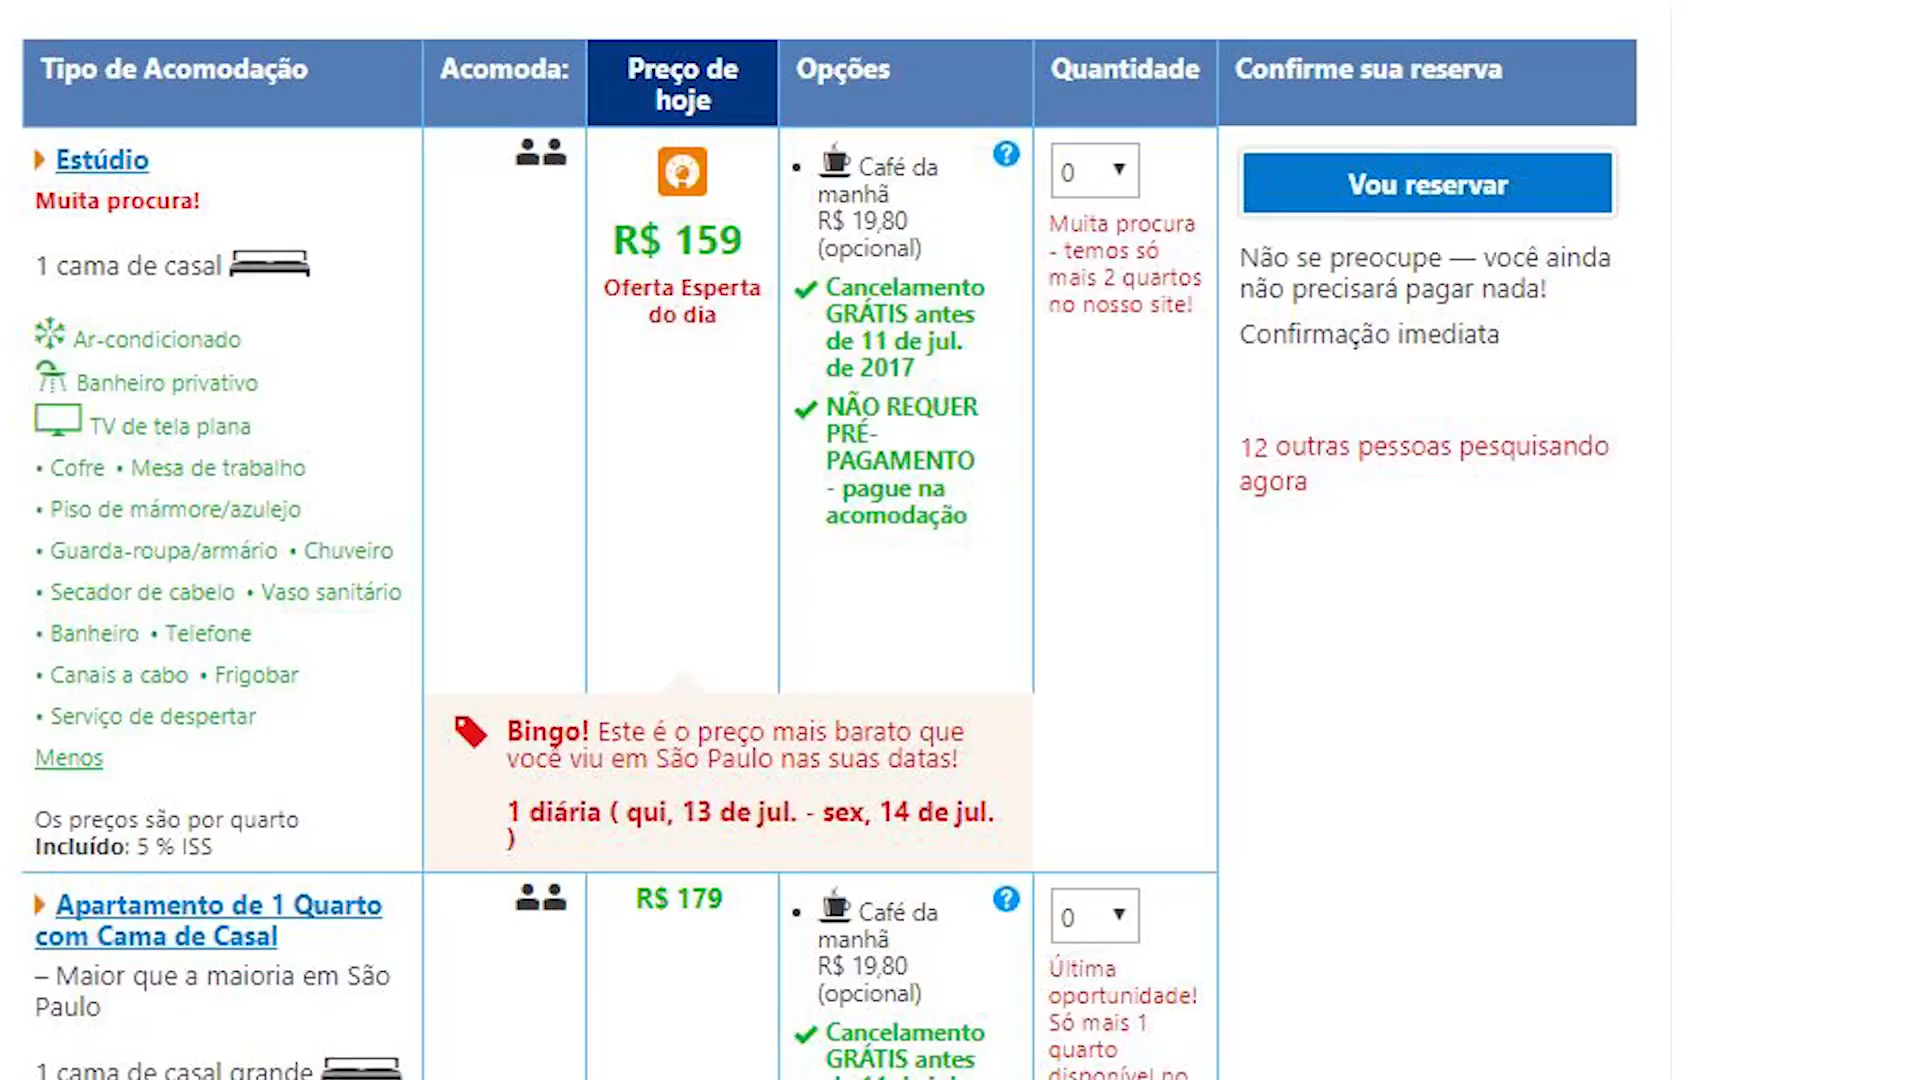 Tipo de Acomodação
Acomoda:
Preço de
hoje
Opções
Quantidade
Confirme sua reserva
Estúdio
Muita procura!
1 cama de casal
Ar-condicionado
Banheiro privativo
TV de tela plana
• Cofre • Mesa de trabalho
• Piso de mármore/azulejo
• Guarda-roupa/armário • Chuveiro
• Secador de cabelo • Vaso sanitário
• Banheiro • Telefone
• Canais a cabo • Frigobar
• Serviço de despertar
Menos
Os preços são por quarto
Incluído: 5 % ISS
R$ 159
Oferta Esperta
do dia
• Café da
manhã
R$ 19,80
(opcional)
?
Cancelamento
GRÁTIS antes
de 11 de jul.
de 2017
NÃO REQUER
PRÉ-
PAGAMENTO
- pague na
acomodação
0
Muita procura
- temos só
mais 2 quartos
no nosso site!
Vou reservar
Não se preocupe — você ainda
não precisará pagar nada!
Confirmação imediata
12 outras pessoas pesquisando
agora
Bingo! Este é o preço mais barato que
você viu em São Paulo nas suas datas!
1 diária ( qui, 13 de jul. - sex, 14 de jul.
)
Apartamento de 1 Quarto
com Cama de Casal
– Maior que a maioria em São
Paulo
1 cama de casal grande
R$ 179
• Café da
manhã
R$ 19,80
(opcional)
?
Cancelamento
GRÁTIS antes
0
Última
oportunidade!
Só mais 1
quarto
disponível no